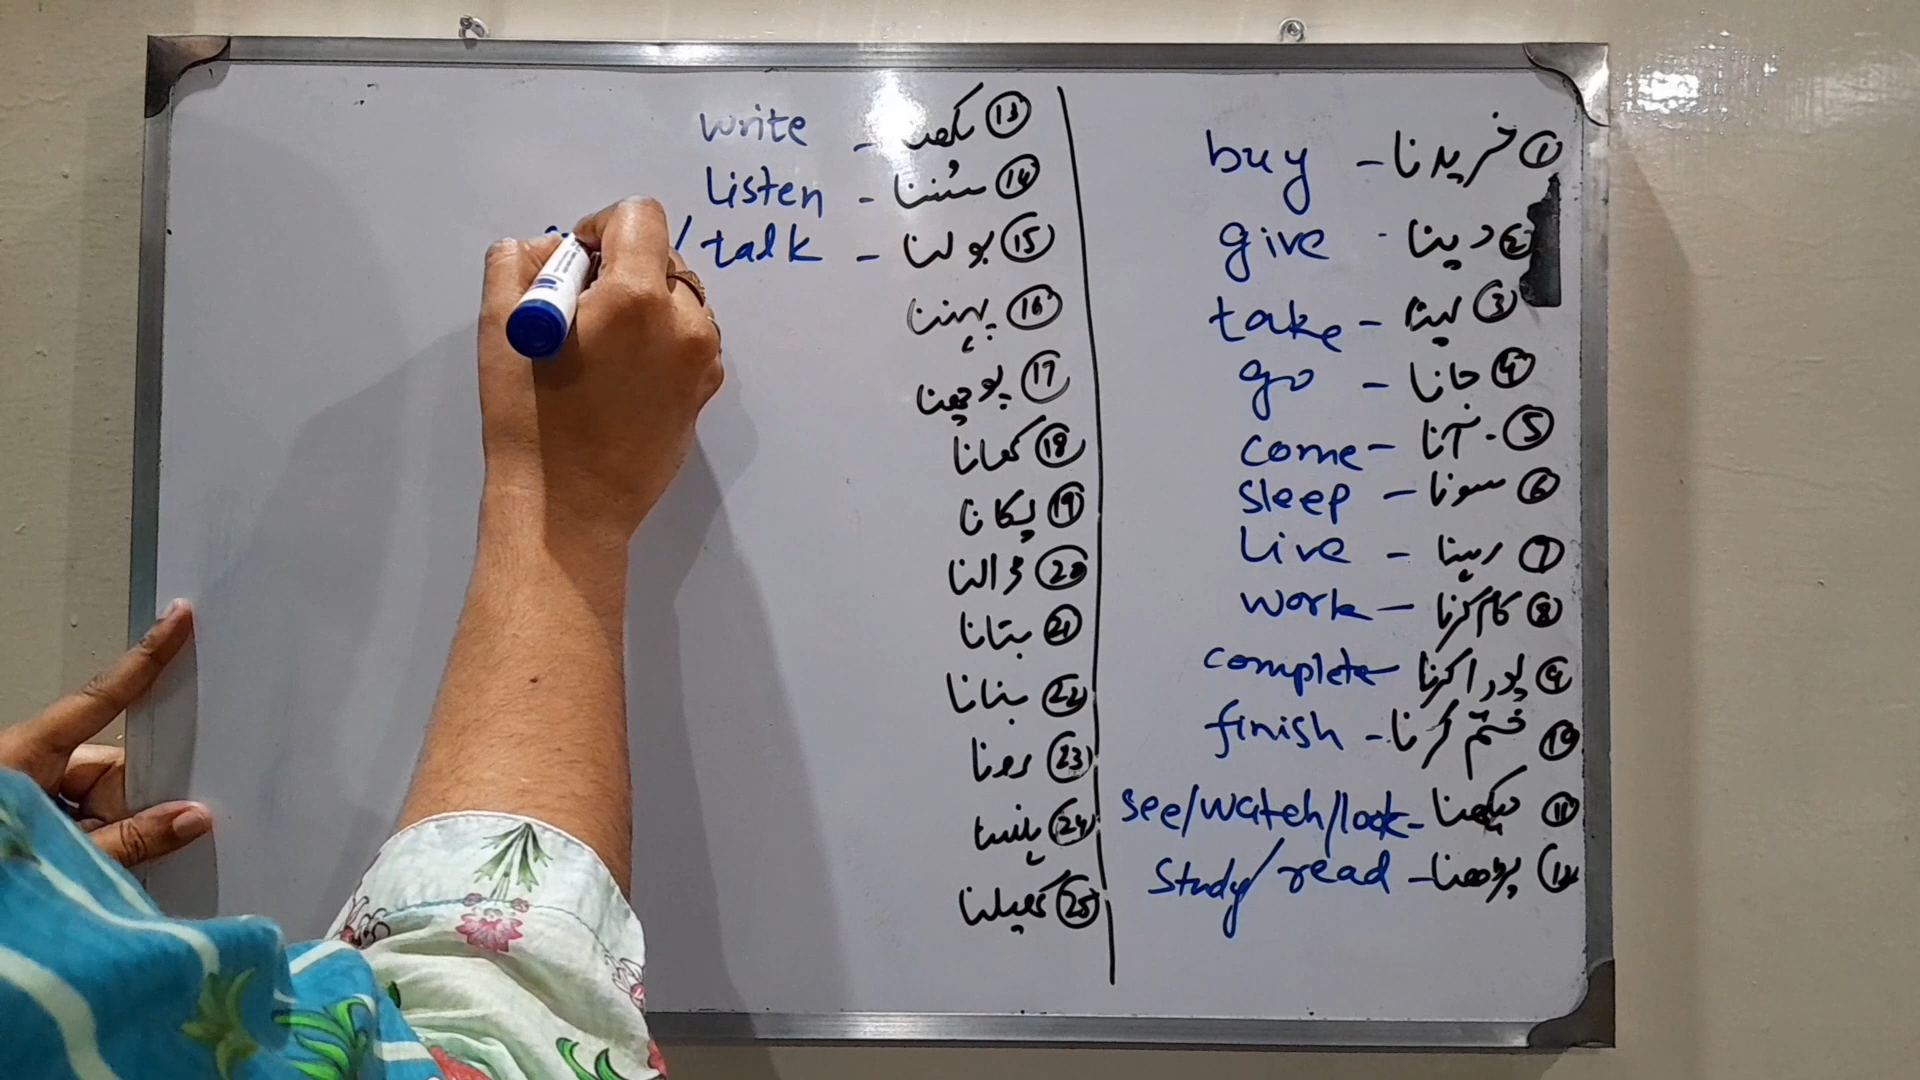 ① خریدنا - buy
② دینا - give
③ لینا - take
④ جانا - go
⑤ آنا - come
⑥ سونا - sleep
⑦ رہنا - Live
⑧ کام کرنا - work
⑨ پورا کرنا - complete
⑩ ختم کرنا - finish
⑪ دیکھنا - see/watch/look
⑫ پڑھنا - Study/read
⑬ لکھنا - write
⑭ سُننا - Listen
⑮ بولنا - talk /
⑯ پہننا
⑰ پوچھنا
⑱ کھانا
⑲ پکانا
⑳ ڈالنا
㉑ بتانا
㉒ بنانا
㉓ رونا
㉔ ہنسنا
㉕ کھیلنا